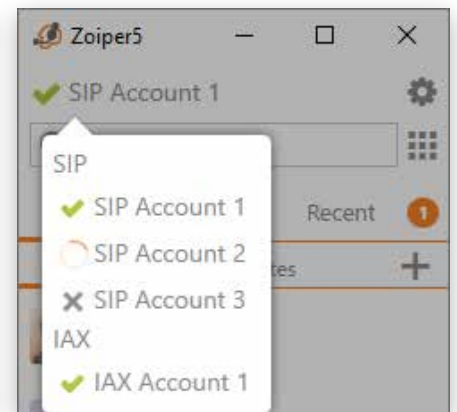 Zoiper5
SIP Account 1
SIP
SIP Account 1
Recent
1
SIP Account 2
tes
SIP Account 3
IAX
IAX Account 1